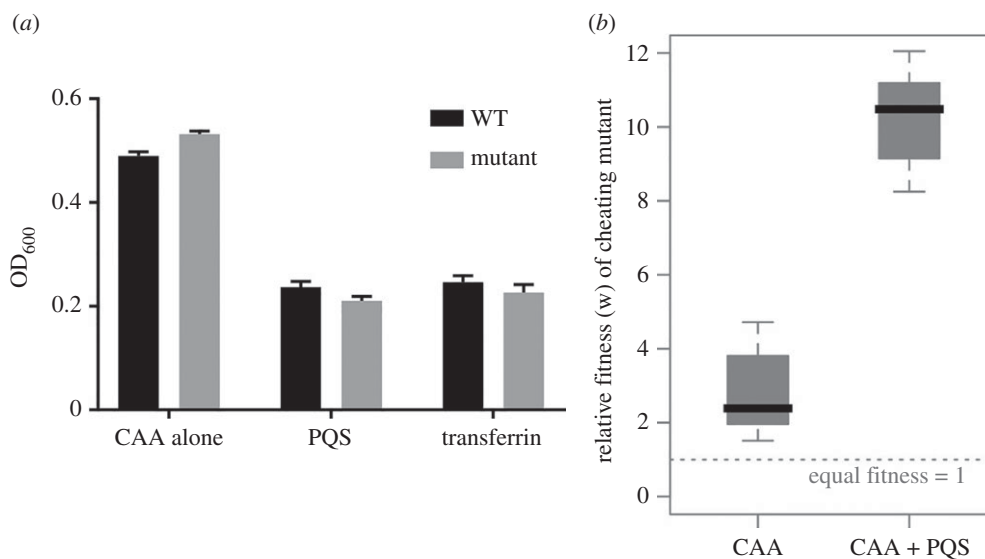 (a)
0.6
0.4
0.2
0
OD600
WT
mutant
CAA alone
PQS
transferrin
(b)
12
10
8
6
4
2
0
relative fitness (w) of cheating mutant
equal fitness = 1
CAA
CAA + PQS